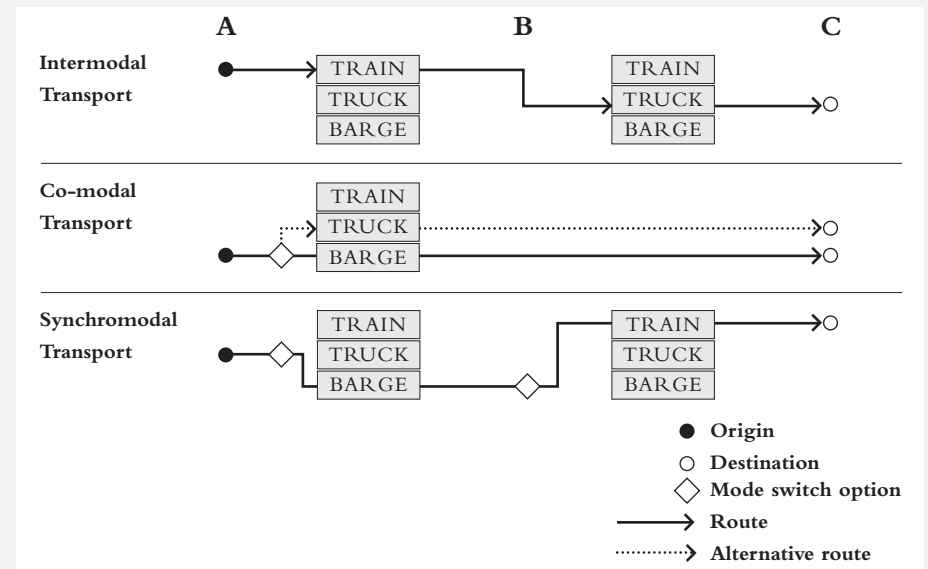 A B C
Intermodal
Transport
TRAIN TRAIN
TRUCK TRUCK
BARGE BARGE
Co-modal
Transport
TRAIN
TRUCK
BARGE
Synchromodal
Transport
TRAIN TRAIN
TRUCK TRUCK
BARGE BARGE
Origin
Destination
Mode switch option
Route
Alternative route